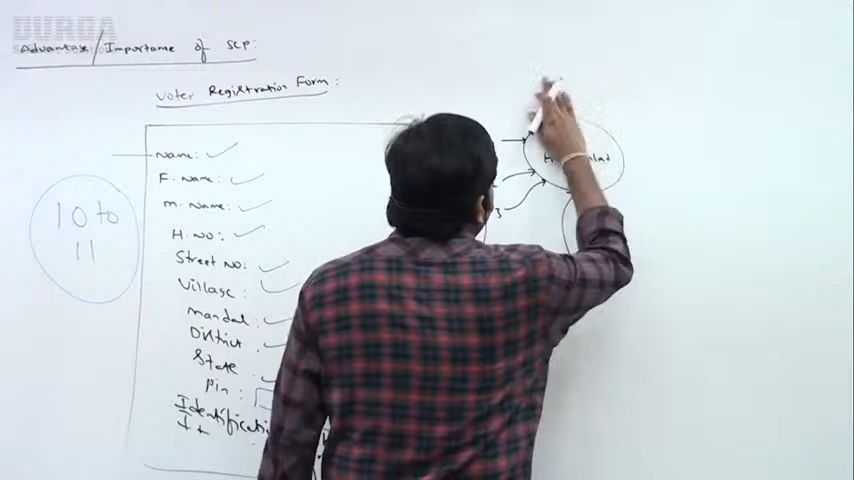 DURGA
Advantage/Importance of SCP:
Voter Registration Form:
Name:
F. Name:
M. Name:
H. NO:
Street No:
Village:
Mandal:
District:
State
Pin:
10 to
11
3